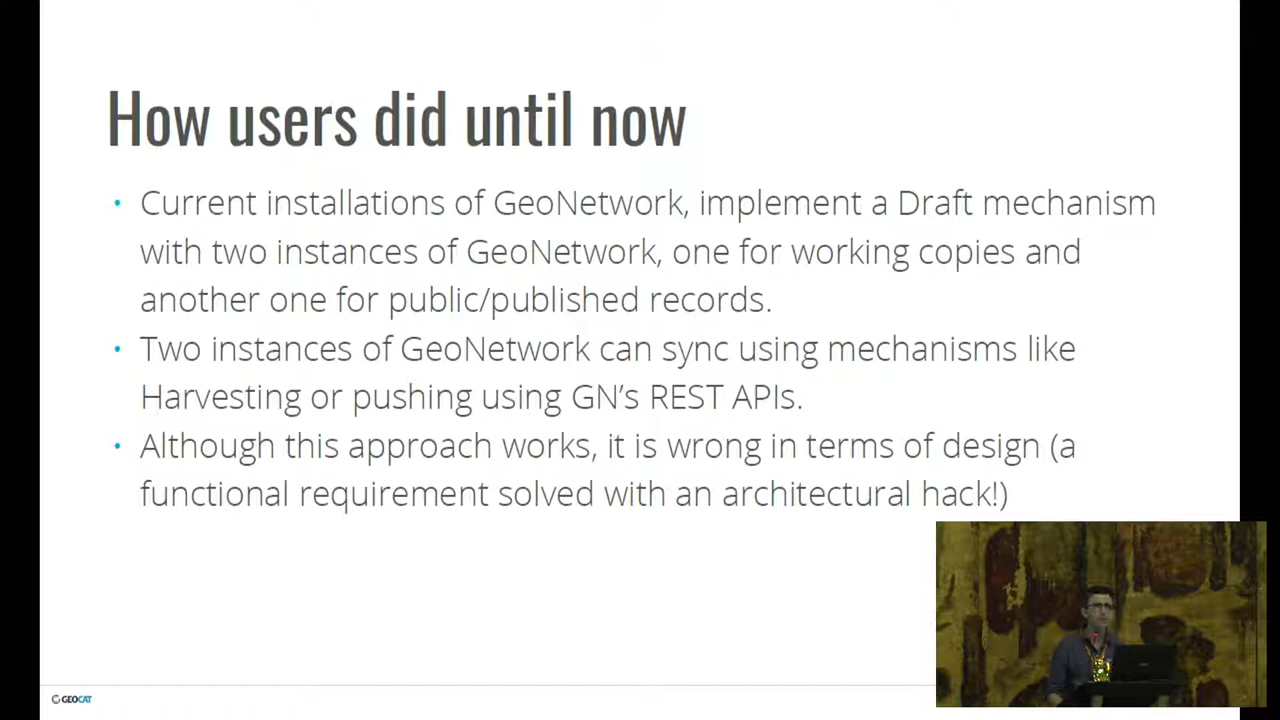 How users did until now
• Current installations of GeoNetwork, implement a Draft mechanism
with two instances of GeoNetwork, one for working copies and
another one for public/published records.
• Two instances of GeoNetwork can sync using mechanisms like
Harvesting or pushing using GN’s REST APIs.
• Although this approach works, it is wrong in terms of design (a
functional requirement solved with an architectural hack!)
GEOCAT